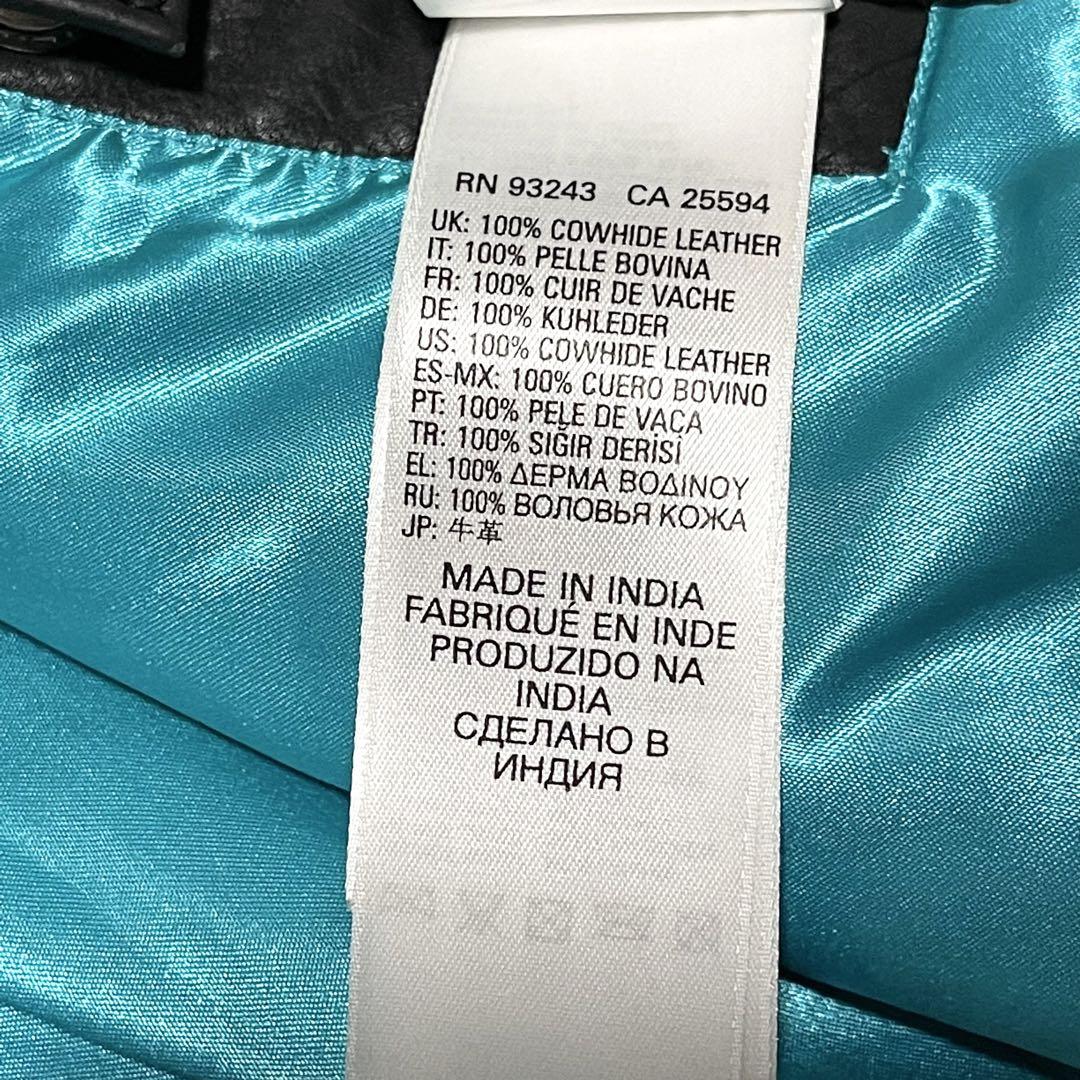 RN 93243 CA 25594
UK: 100% COWHIDE LEATHER
IT: 100% PELLE BOVINA
FR: 100% CUIR DE VACHE
DE: 100% KUHLEDER
US: 100% COWHIDE LEATHER
ES-MX: 100% CUERO BOVINO
PT: 100% PELE DE VACA
TR: 100% SIĞIR DERİSİ
EL: 100% ΔΕΡΜΑ ΒΟΔΙΝΟΥ
RU: 100% ВОЛОВЬЯ КОЖА
JP: 牛革
MADE IN INDIA
FABRIQUÉ EN INDE
PRODUZIDO NA
INDIA
СДЕЛАНО В
ИНДИЯ